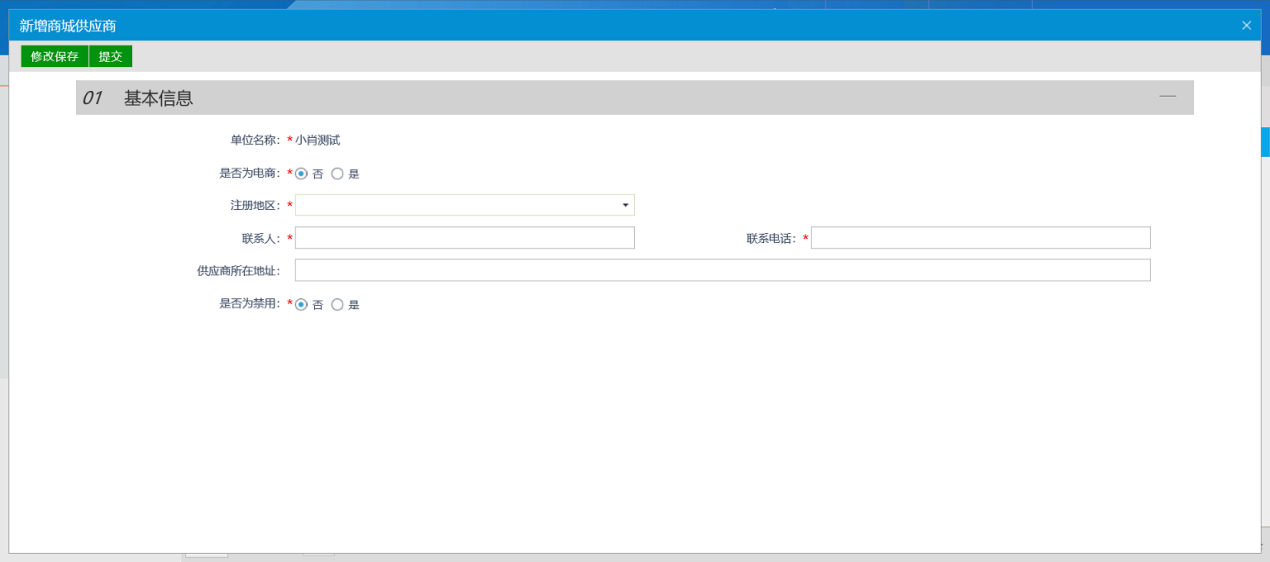 新增商城供应商
修改保存 提交
01 基本信息
单位名称: * 小肖测试
是否为电商: * 否 是
注册地区: *
联系人: * 联系电话: *
供应商所在地址:
是否为禁用: * 否 是